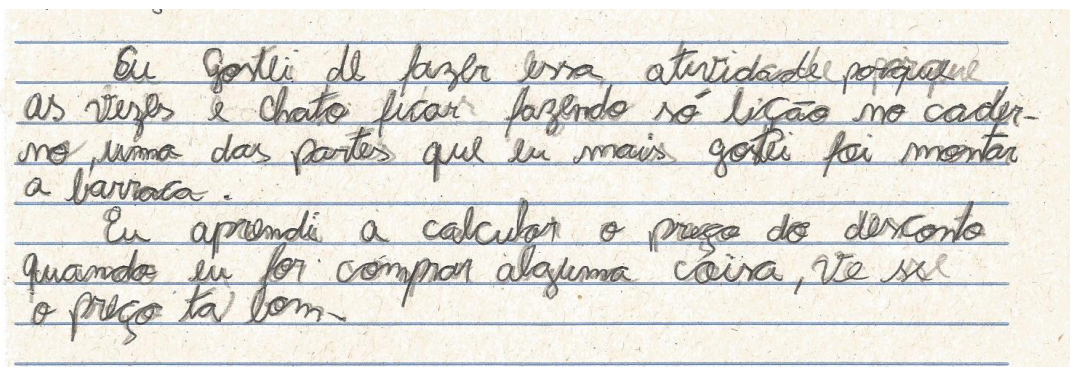 Eu gostei de fazer essa atividade porque
as vezes e chato ficar fazendo só lição no cader-
no, uma das partes que eu mais gostei foi montar
a barraca.
Eu aprendi a calcular o preço do desconto
quando eu for comprar alguma coisa, ve se
o preço ta bom.